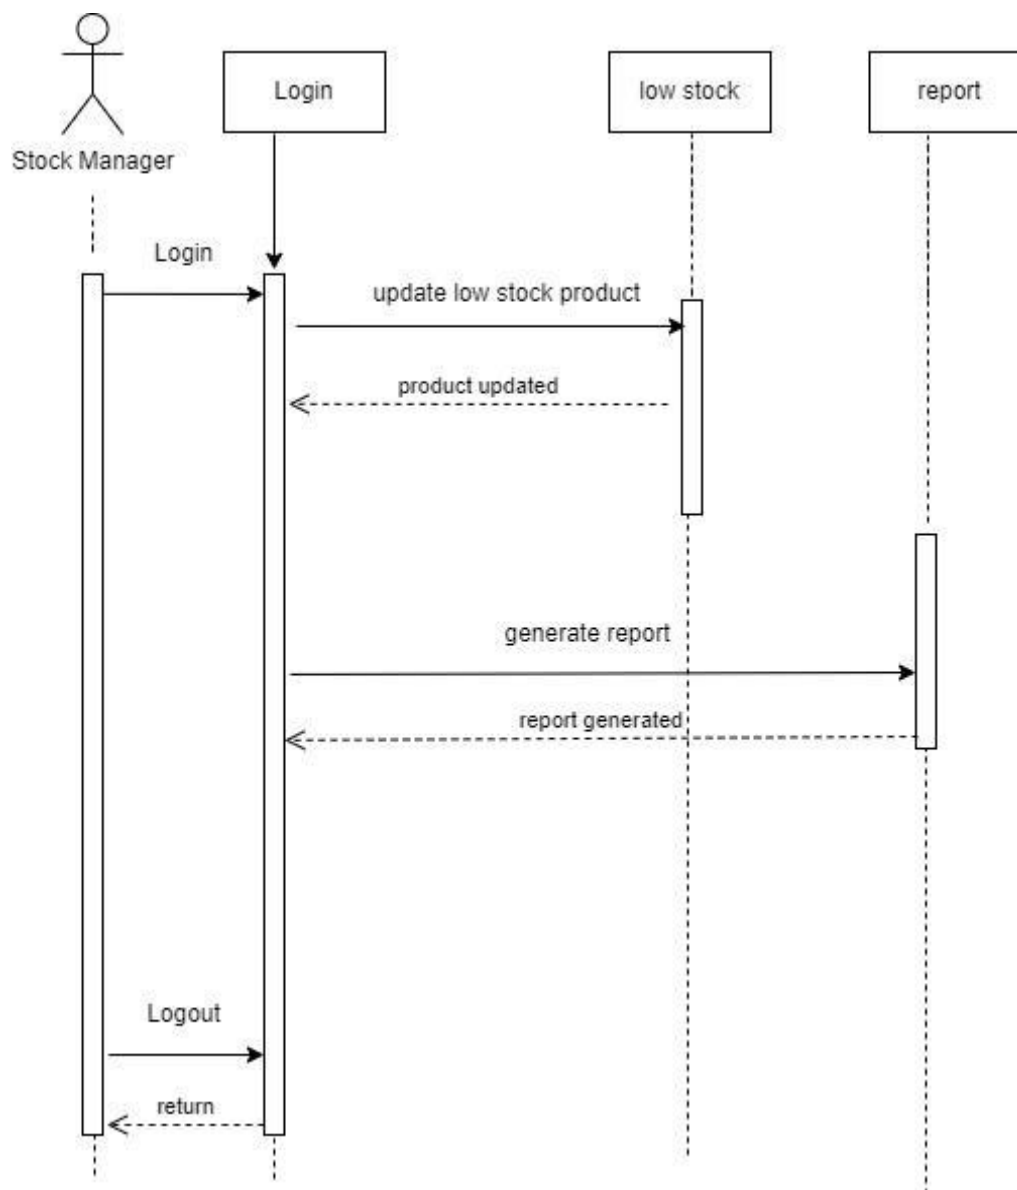 Login
low stock
report
Stock Manager
Login
update low stock product
product updated
generate report
report generated
Logout
return